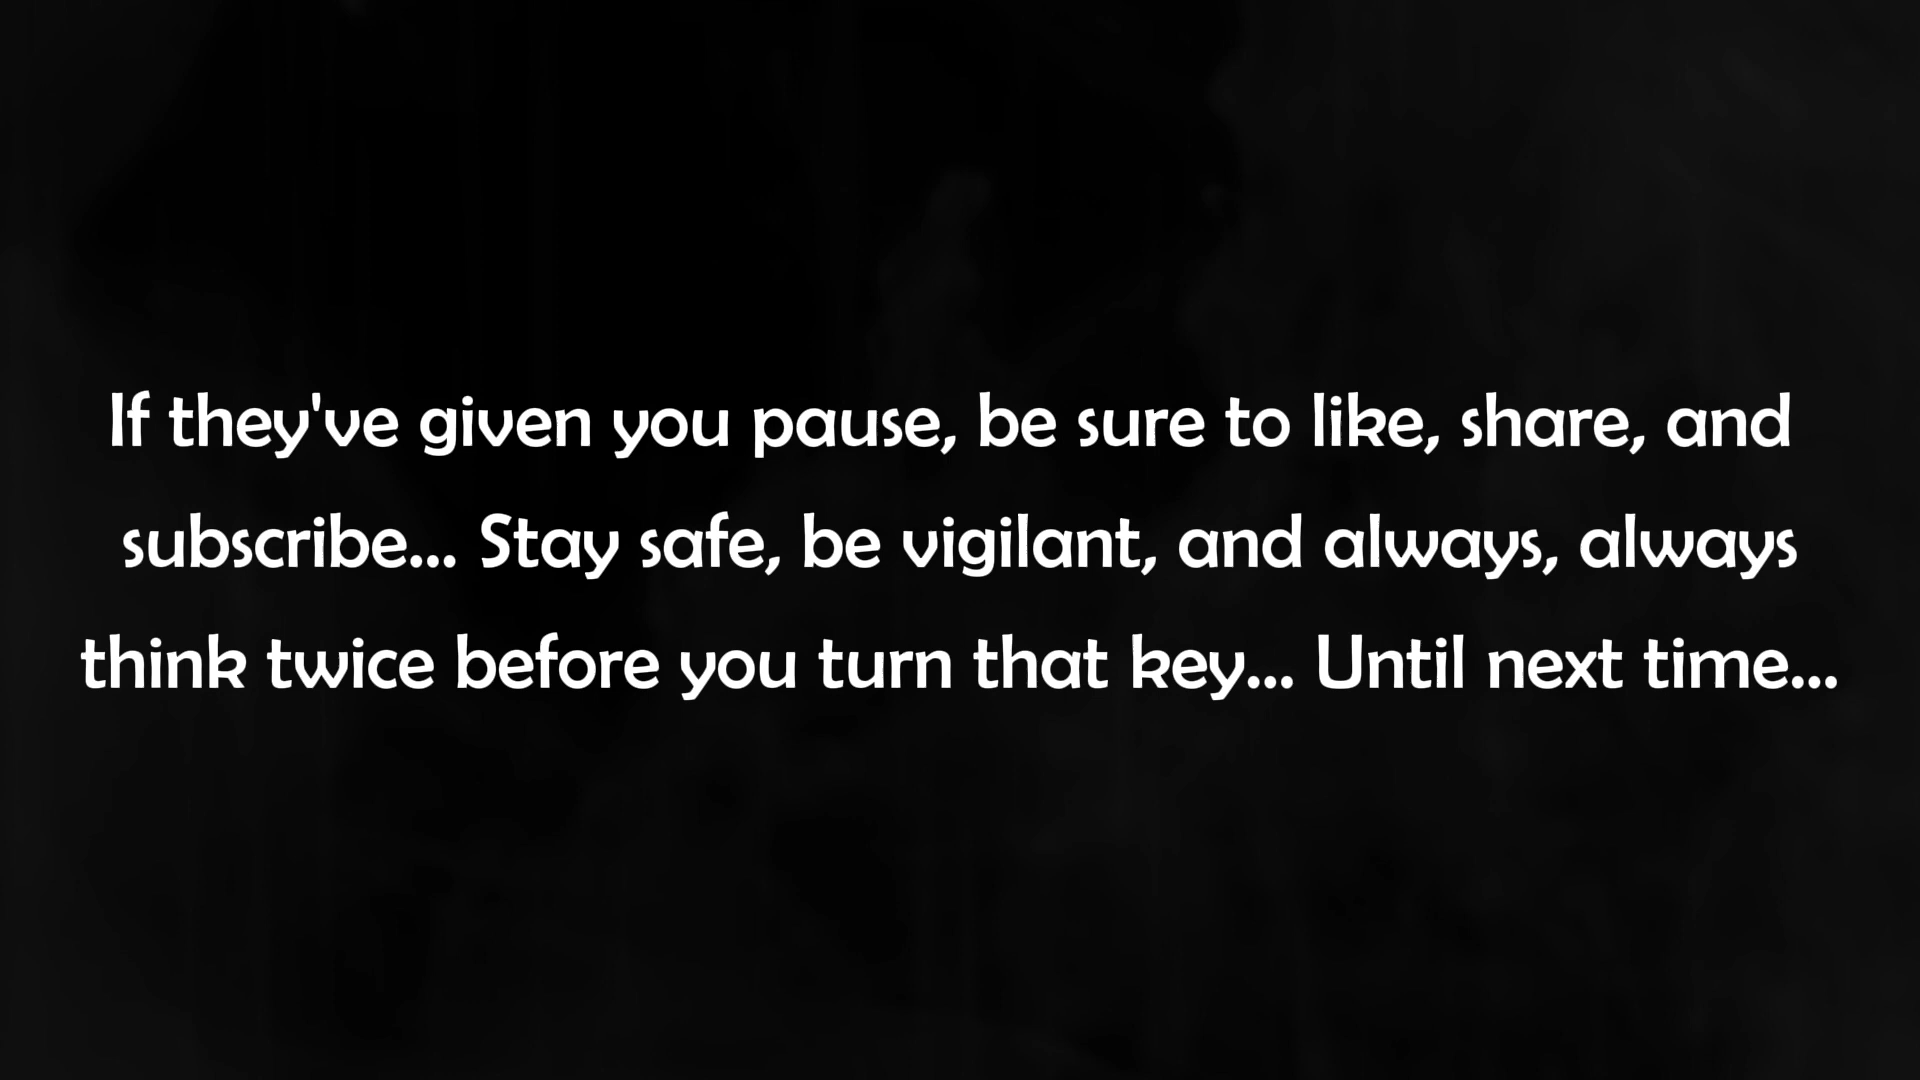 If they've given you pause, be sure to like, share, and
subscribe... Stay safe, be vigilant, and always, always
think twice before you turn that key... Until next time...